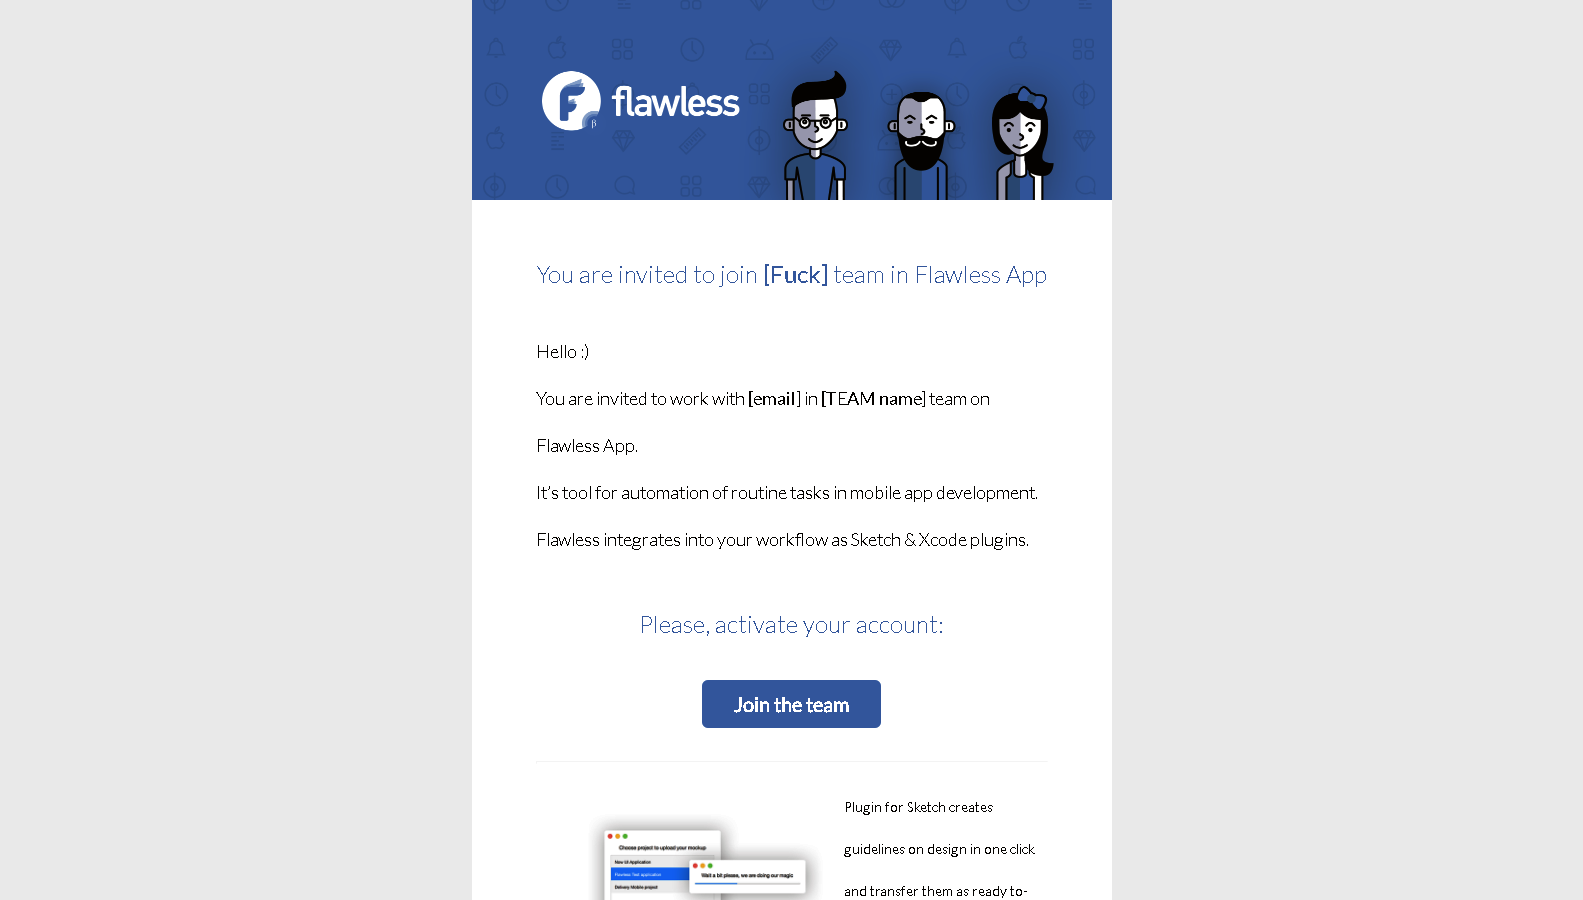 flawless
You are invited to join [Fuck] team in Flawless App
Hello :)
You are invited to work with [email] in [TEAM name] team on
Flawless App.
It’s tool for automation of routine tasks in mobile app development.
Flawless integrates into your workflow as Sketch & Xcode plugins.
Please, activate your account:
Join the team
Plugin for Sketch creates
guidelines on design in one click
and transfer them as ready to-
Choose project to upload your mockup
New UI Application
Flawless Test application
Delivery Mobile project
Wait a bit please, we are doing our magic